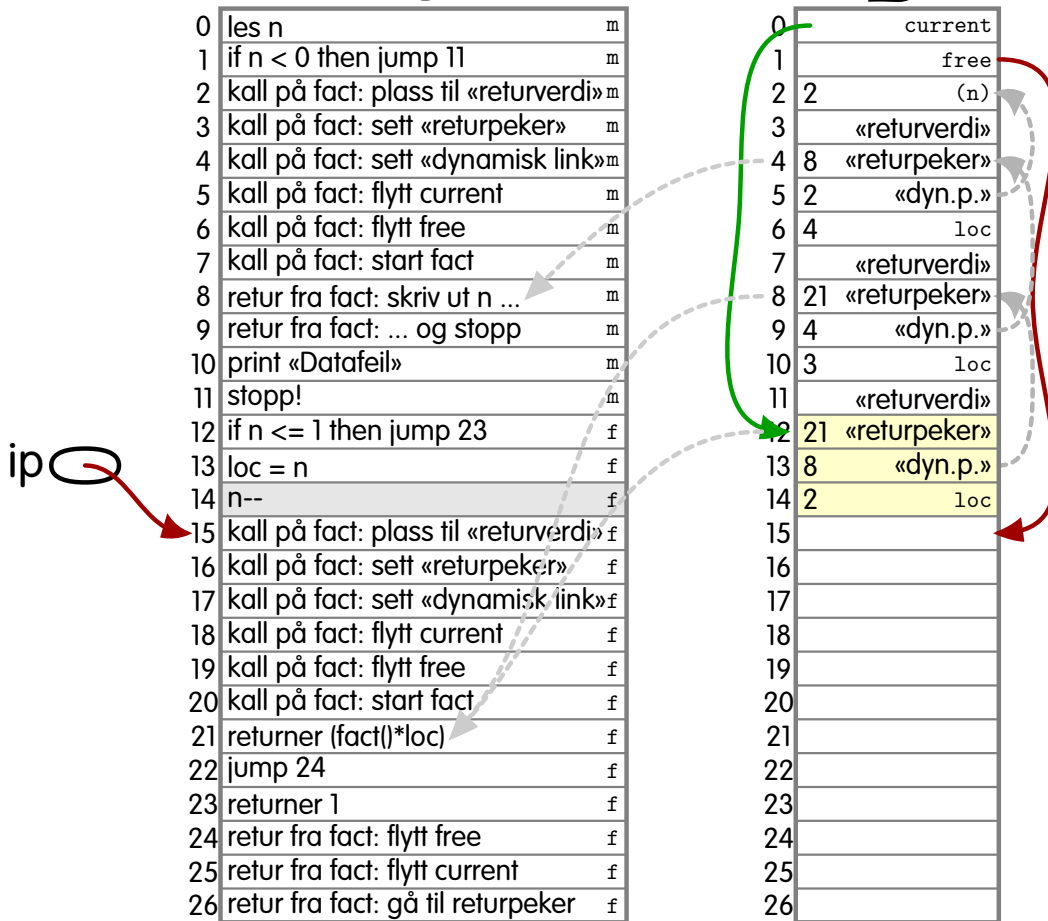 0 les n m
1 if n < 0 then jump 11 m
2 kall på fact: plass til «returverdi» m
3 kall på fact: sett «returpeker» m
4 kall på fact: sett «dynamisk link» m
5 kall på fact: flytt current m
6 kall på fact: flytt free m
7 kall på fact: start fact m
8 retur fra fact: skriv ut n ... m
9 retur fra fact: ... og stopp m
10 print «Datafeil» m
11 stopp! m
12 if n <= 1 then jump 23 f
ip
13 loc = n f
14 n-- f
15 kall på fact: plass til «returverdi» f
16 kall på fact: sett «returpeker» f
17 kall på fact: sett «dynamisk link» f
18 kall på fact: flytt current f
19 kall på fact: flytt free f
20 kall på fact: start fact f
21 returner (fact()*loc) f
22 jump 24 f
23 returner 1 f
24 retur fra fact: flytt free f
25 retur fra fact: flytt current f
26 retur fra fact: gå til returpeker f
0 current
1 free
2 2 (n)
3 «returverdi»
4 8 «returpeker»
5 2 «dyn.p.»
6 4 loc
7 «returverdi»
8 21 «returpeker»
9 4 «dyn.p.»
10 3 loc
11 «returverdi»
12 21 «returpeker»
13 8 «dyn.p.»
14 2 loc
15
16
17
18
19
20
21
22
23
24
25
26